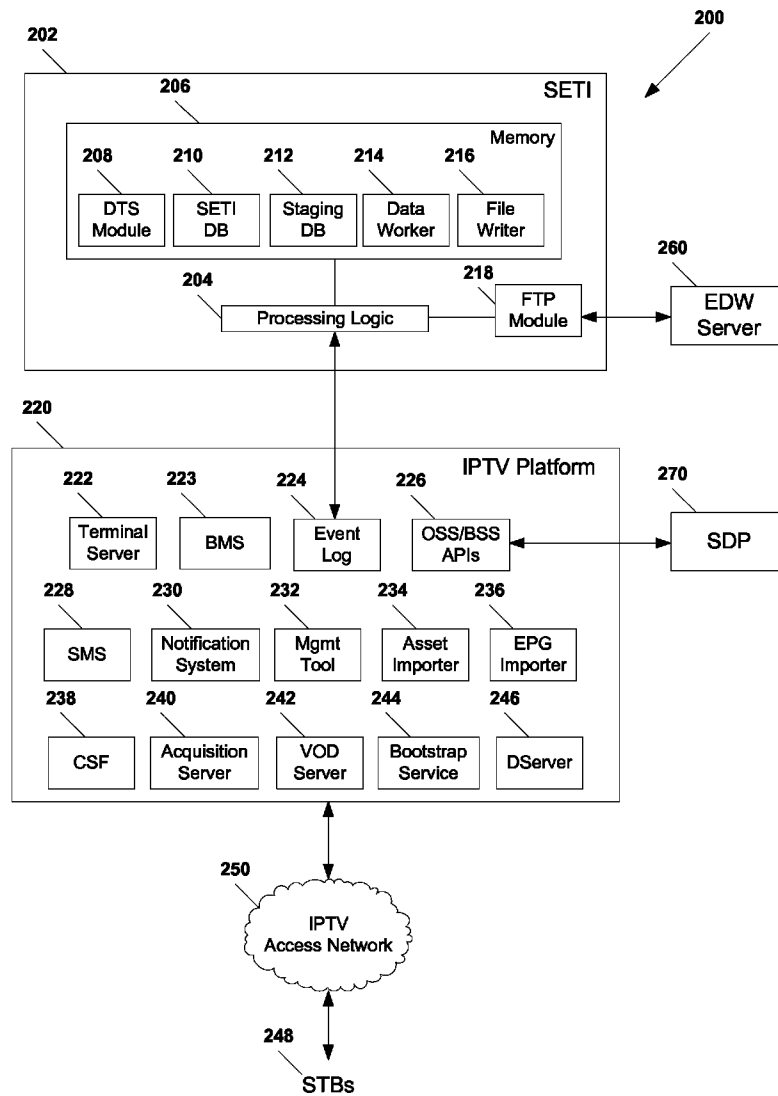 200
202
SETI
206
Memory
208
210
212
214
216
DTS
Module
SETI
DB
Staging
DB
Data
Worker
File
Writer
204
Processing Logic
218
FTP
Module
260
EDW
Server
220
IPTV Platform
222
223
224
226
Terminal
Server
BMS
Event
Log
OSS/BSS
APIs
270
SDP
228
230
232
234
236
SMS
Notification
System
Mgmt
Tool
Asset
Importer
EPG
Importer
238
240
242
244
246
CSF
Acquisition
Server
VOD
Server
Bootstrap
Service
DServer
250
IPTV
Access Network
248
STBs